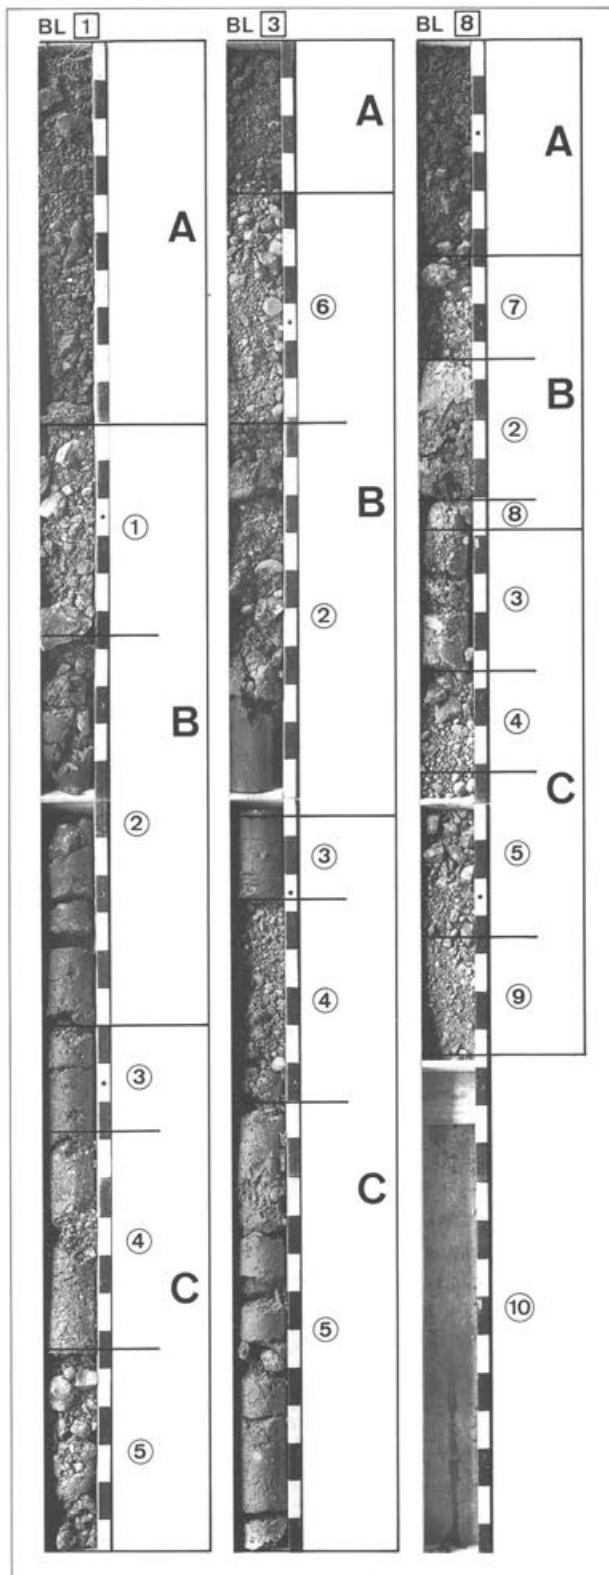 BL 1
A
①
B
②
③
④
C
⑤
BL 3
A
⑥
B
②
③
④
C
⑤
BL 8
A
⑦
B
②
⑧
③
④
C
⑤
⑨
⑩